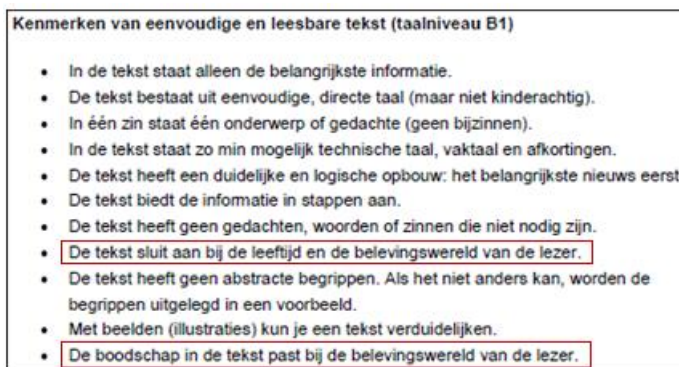 Kenmerken van eenvoudige en leesbare tekst (taalniveau B1)
• In de tekst staat alleen de belangrijkste informatie.
• De tekst bestaat uit eenvoudige, directe taal (maar niet kinderachtig).
• In één zin staat één onderwerp of gedachte (geen bijzinnen).
• In de tekst staat zo min mogelijk technische taal, vaktaal en afkortingen.
• De tekst heeft een duidelijke en logische opbouw: het belangrijkste nieuws eerst
• De tekst biedt de informatie in stappen aan.
• De tekst heeft geen gedachten, woorden of zinnen die niet nodig zijn.
• De tekst sluit aan bij de leeftijd en de belevingswereld van de lezer.
• De tekst heeft geen abstracte begrippen. Als het niet anders kan, worden de
begrippen uitgelegd in een voorbeeld.
• Met beelden (illustraties) kun je een tekst verduidelijken.
• De boodschap in de tekst past bij de belevingswereld van de lezer.